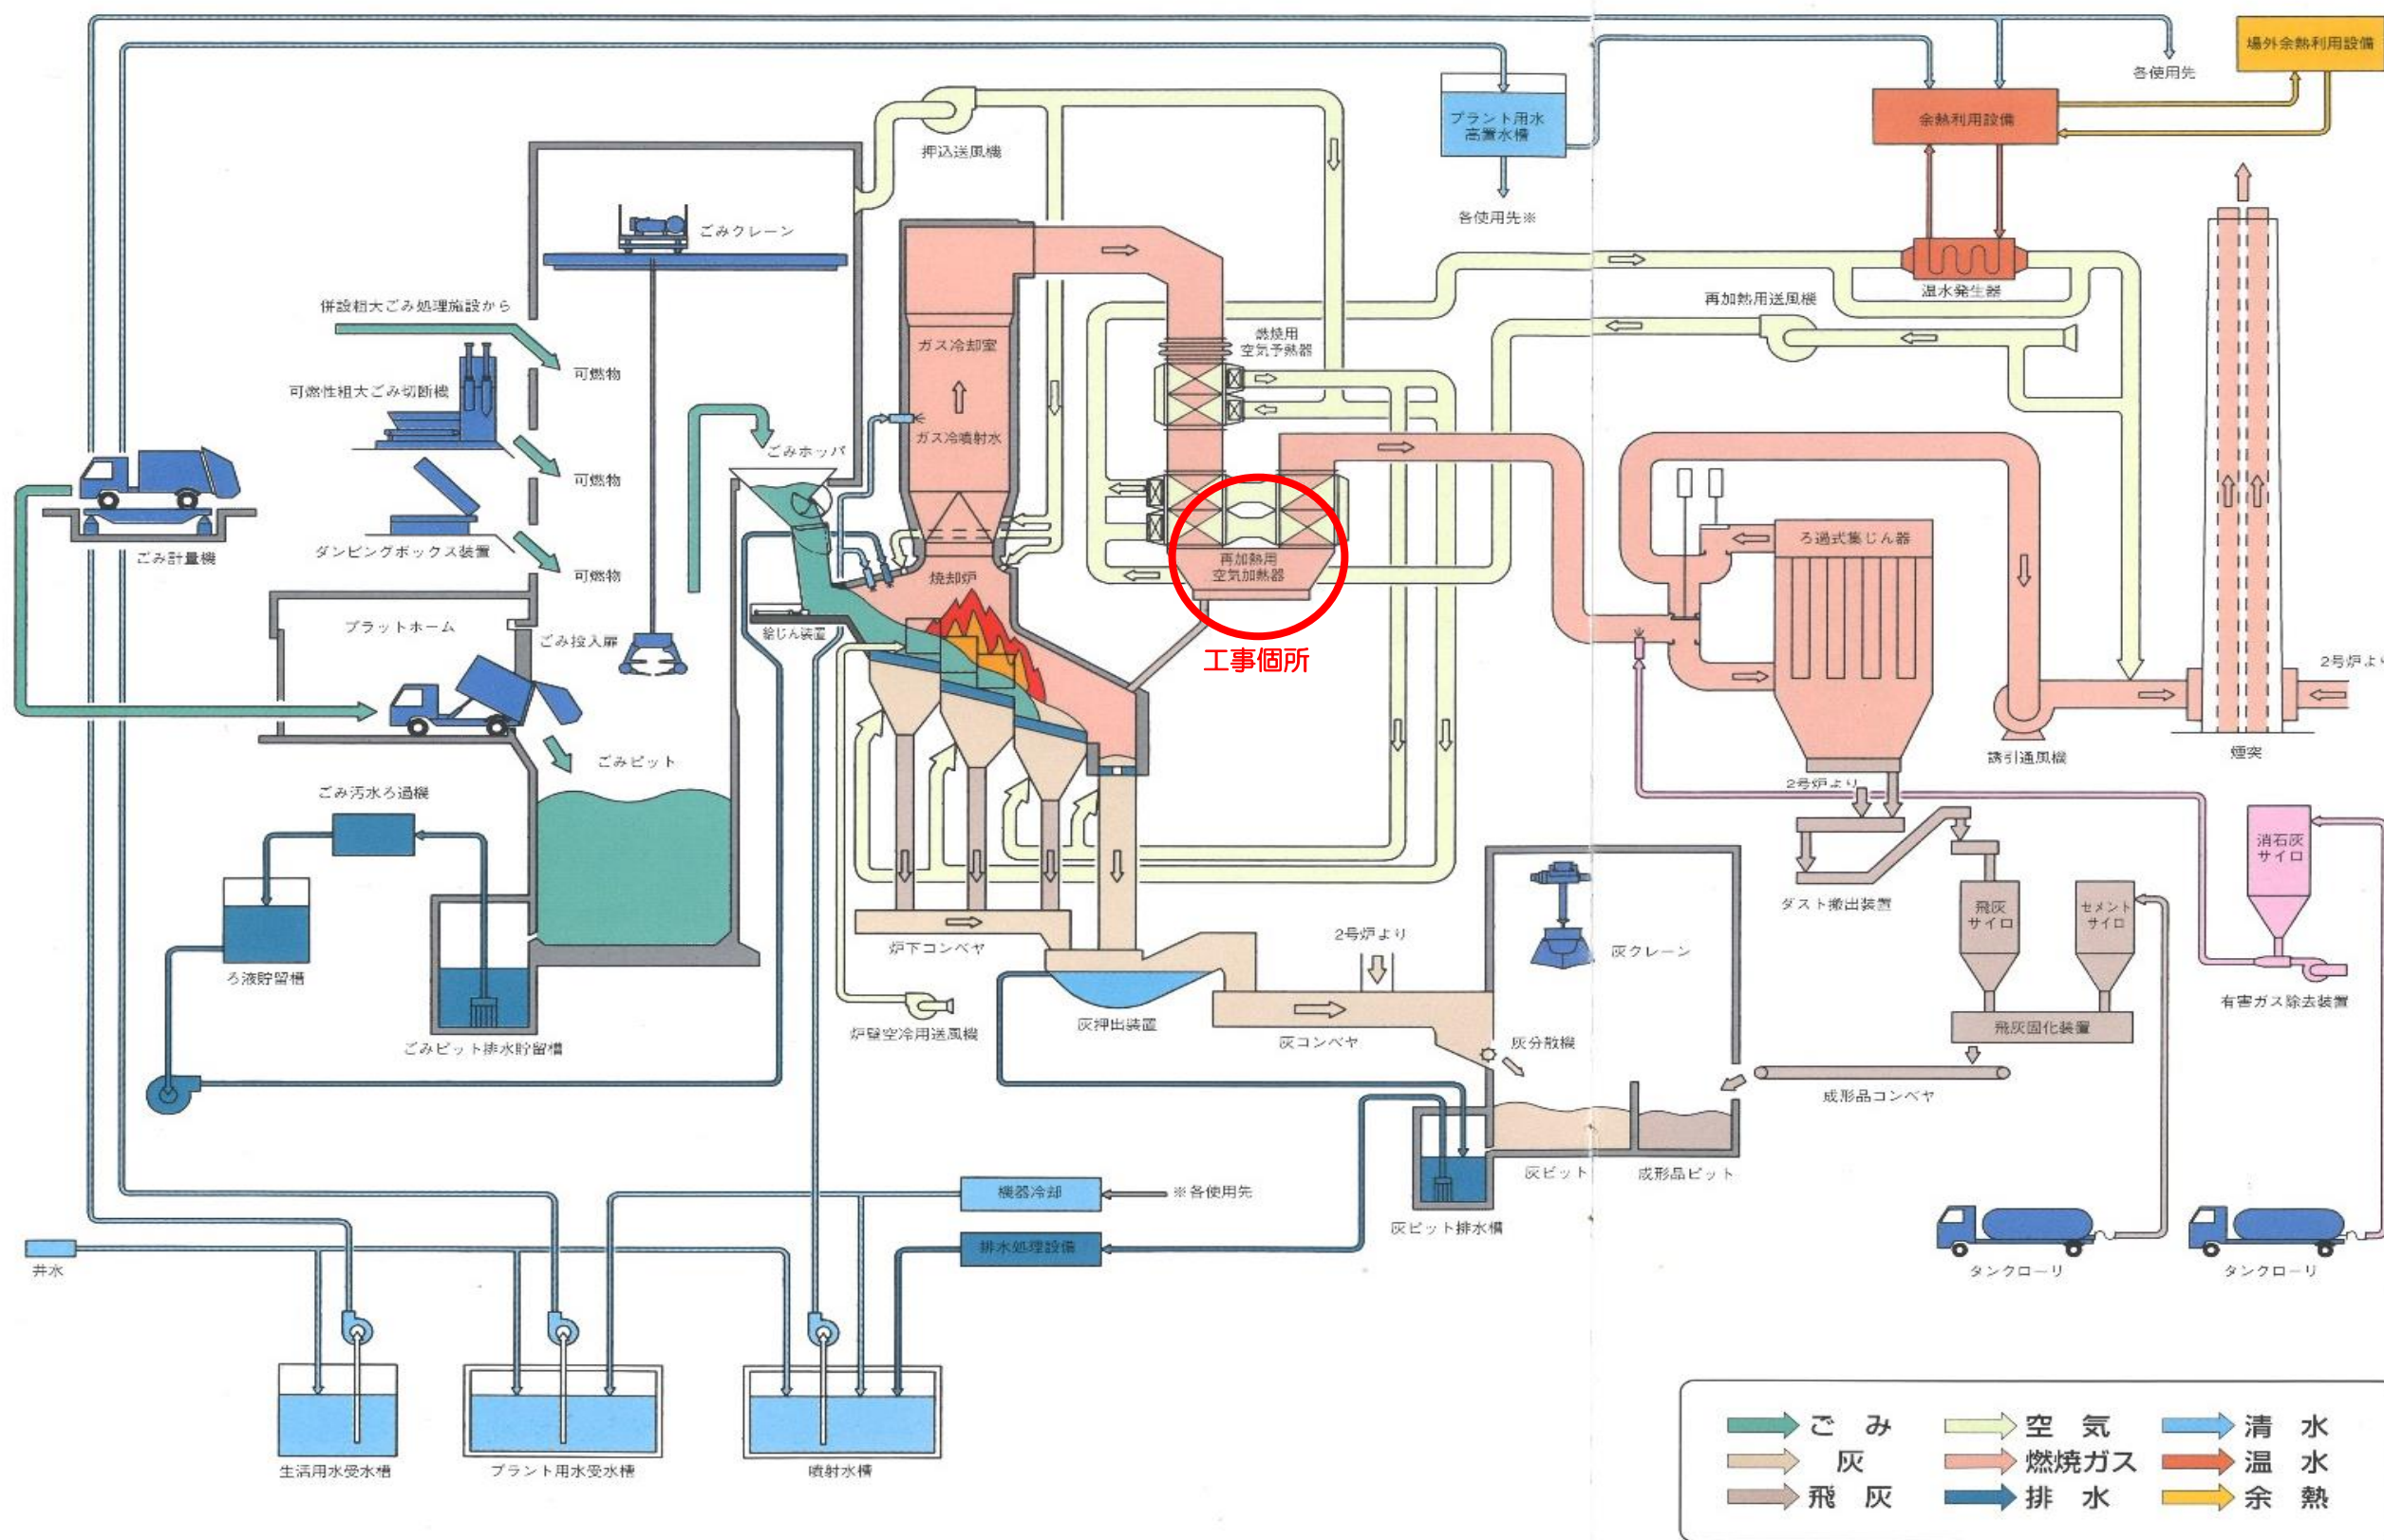 場外余熱利用設備
各使用先
プラント用水
高置水槽
余熱利用設備
押込送風機
各使用先※
ごみクレーン
温水発生器
再加熱用送風機
併設粗大ごみ処理施設から
燃焼用
空気予熱器
ガス冷却室
可燃物
可燃性粗大ごみ切断機
ガス冷噴射水
ごみホッパ
可燃物
ろ過式集じん器
ダンピングボックス装置
ごみ計量機
再加熱用
空気加熱器
可燃物
焼却炉
プラットホーム
給じん装置
ごみ投入扉
工事個所
2号炉より
煙突
誘引通風機
ごみピット
2号炉より
ごみ汚水ろ過機
消石灰
サイロ
ダスト搬出装置
飛灰
サイロ
セメント
サイロ
2号炉より
炉下コンベヤ
灰クレーン
ろ液貯留槽
有害ガス除去装置
灰押出装置
飛灰固化装置
炉壁空冷用送風機
灰コンベヤ
灰分散機
ごみピット排水貯留槽
成形品コンベヤ
灰ピット
成形品ピット
機器冷却
※各使用先
灰ピット排水槽
排水処理設備
井水
タンクローリ
タンクローリ
生活用水受水槽
プラント用水受水槽
噴射水槽
ごみ
空気
清水
灰
燃焼ガス
温水
飛灰
排水
余熱